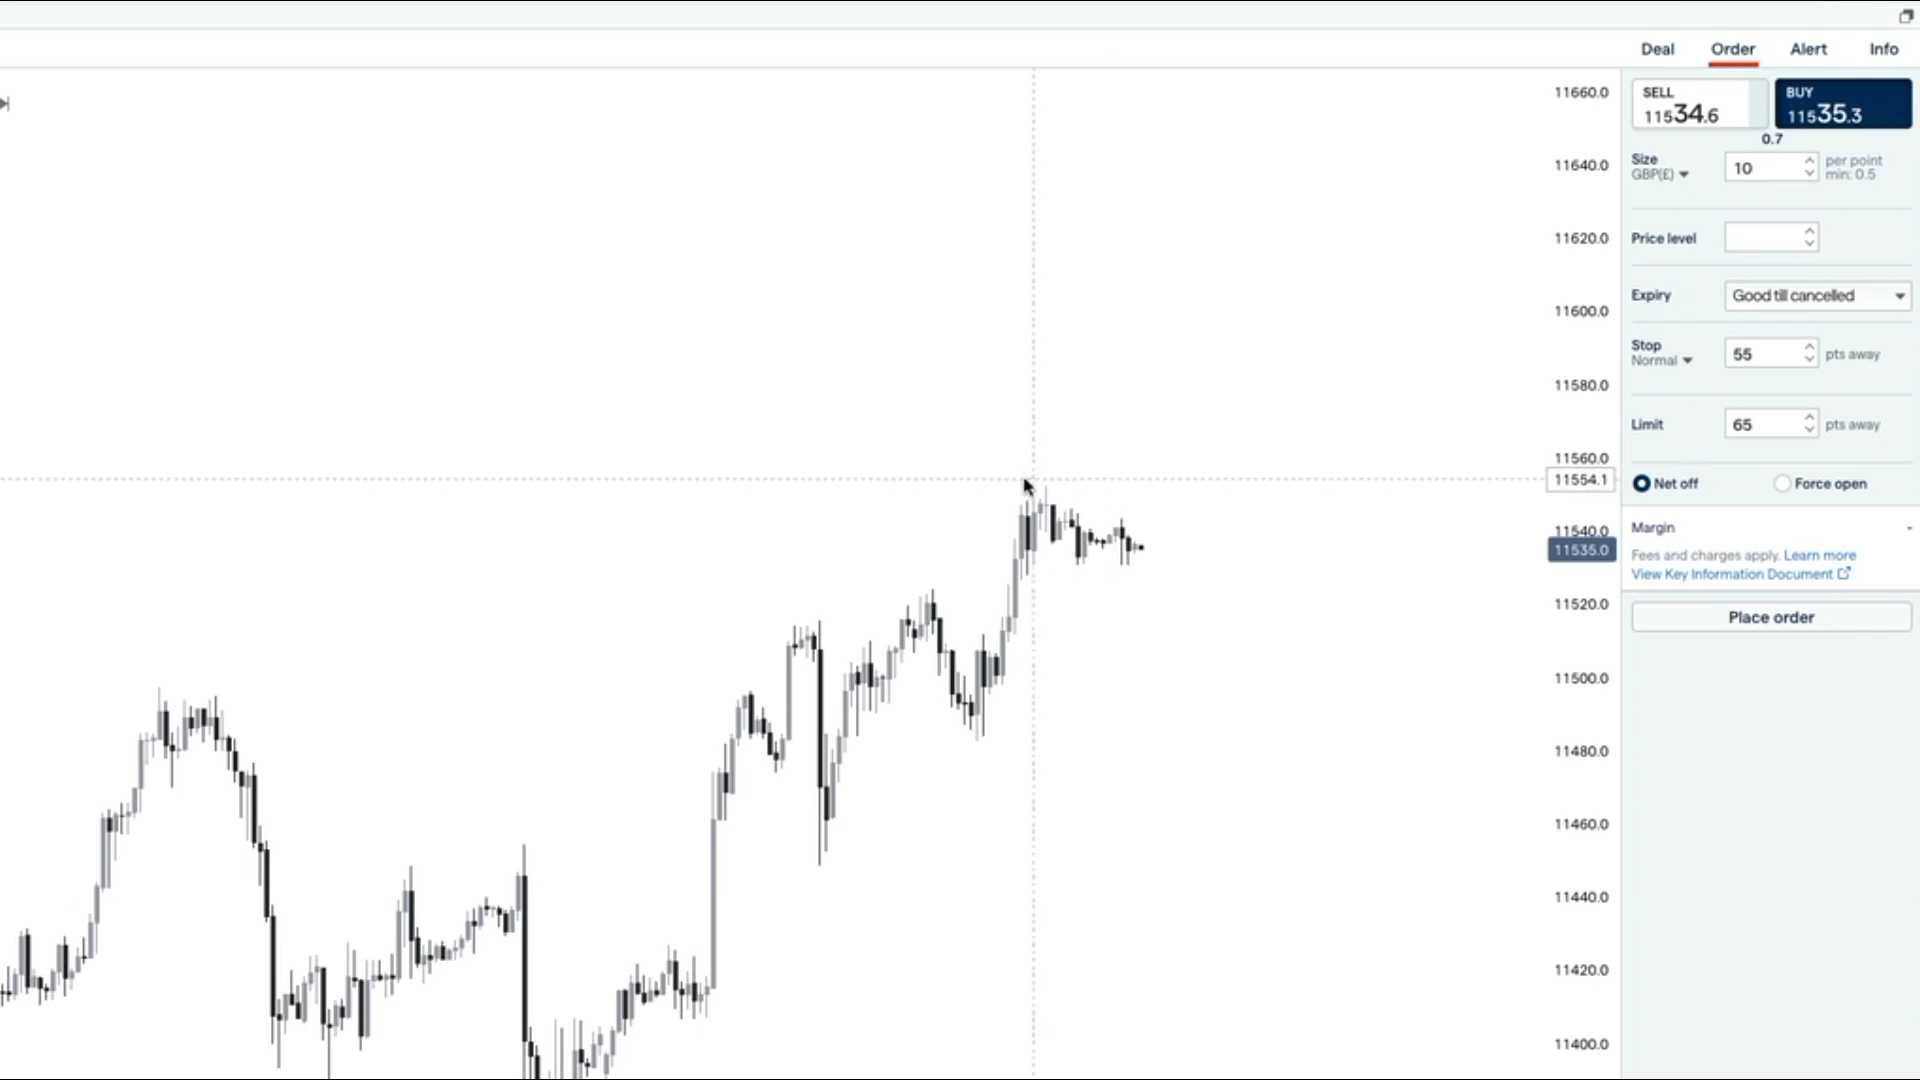 Deal Order Alert Info
SELL
11534.6
BUY
11535.3
0.7
Size
GBP(£)
10
per point
min: 0.5
Price level
Expiry
Good till cancelled
Stop
Normal
55
pts away
Limit
65
pts away
Net off
Force open
Margin
-
Fees and charges apply. Learn more
View Key Information Document
Place order
11660.0
11640.0
11620.0
11600.0
11580.0
11560.0
11554.1
11540.0
11535.0
11520.0
11500.0
11480.0
11460.0
11440.0
11420.0
11400.0